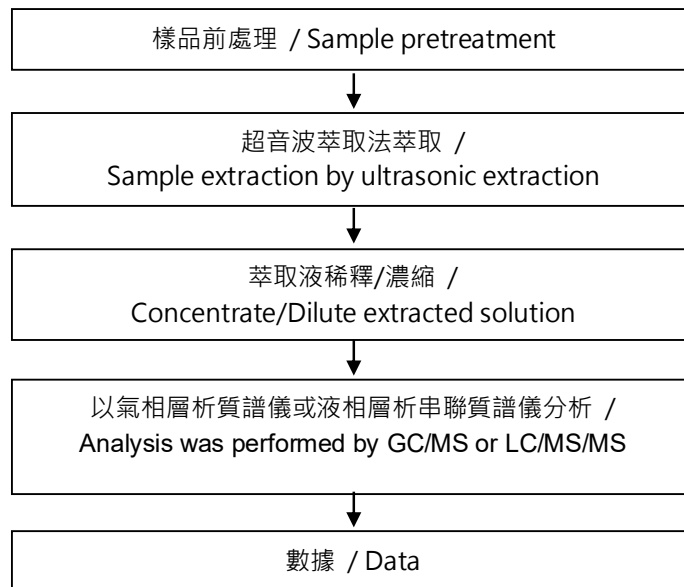 樣品前處理 / Sample pretreatment
超音波萃取法萃取 /
Sample extraction by ultrasonic extraction
萃取液稀釋/濃縮 /
Concentrate/Dilute extracted solution
以氣相層析質譜儀或液相層析串聯質譜儀分析 /
Analysis was performed by GC/MS or LC/MS/MS
數據 / Data